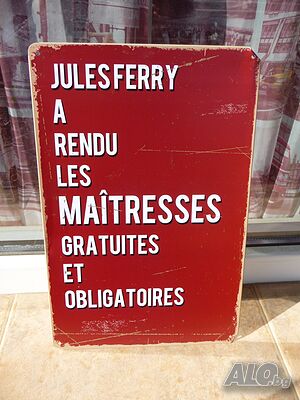 JULES FERRY
A
RENDU
LES
MAÎTRESSES
GRATUITES
ET
OBLIGATOIRES
ALO.bg